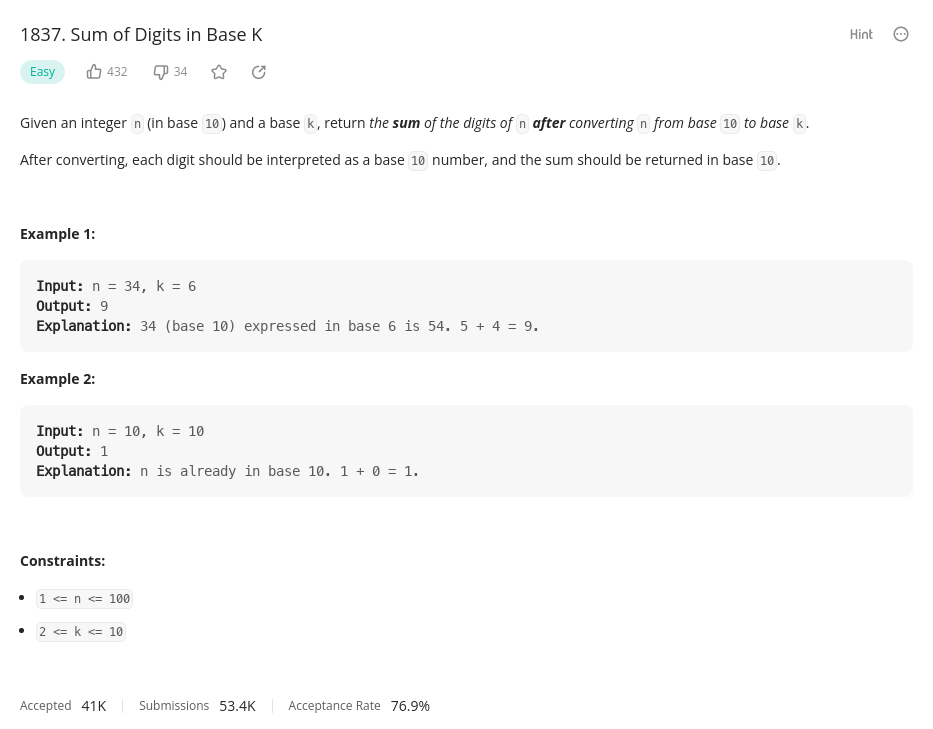 1837. Sum of Digits in Base K
Hint
Easy 432 34
Given an integer n (in base 10) and a base k, return the sum of the digits of n after converting n from base 10 to base k.
After converting, each digit should be interpreted as a base 10 number, and the sum should be returned in base 10.
Example 1:
Input: n = 34, k = 6
Output: 9
Explanation: 34 (base 10) expressed in base 6 is 54. 5 + 4 = 9.
Example 2:
Input: n = 10, k = 10
Output: 1
Explanation: n is already in base 10. 1 + 0 = 1.
Constraints:
1 <= n <= 100
2 <= k <= 10
Accepted 41K Submissions 53.4K Acceptance Rate 76.9%